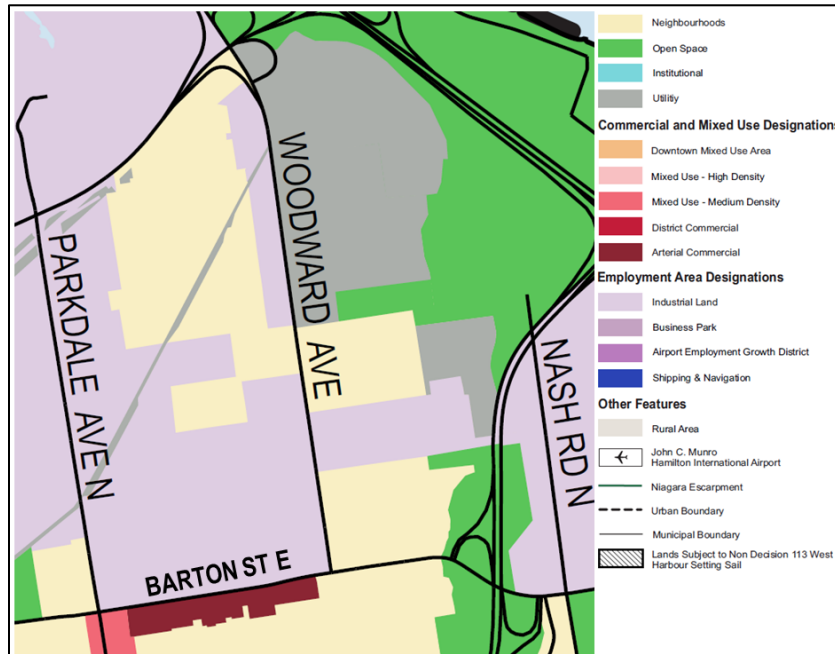 PARKDALE AVE N
WOODWARD AVE
NASH RD N
BARTON ST E
Neighbourhoods
Open Space
Institutional
Utilitiy
Commercial and Mixed Use Designations
Downtown Mixed Use Area
Mixed Use - High Density
Mixed Use - Medium Density
District Commercial
Arterial Commercial
Employment Area Designations
Industrial Land
Business Park
Airport Employment Growth District
Shipping & Navigation
Other Features
Rural Area
John C. Munro
Hamilton International Airport
Niagara Escarpment
Urban Boundary
Municipal Boundary
Lands Subject to Non Decision 113 West
Harbour Setting Sail